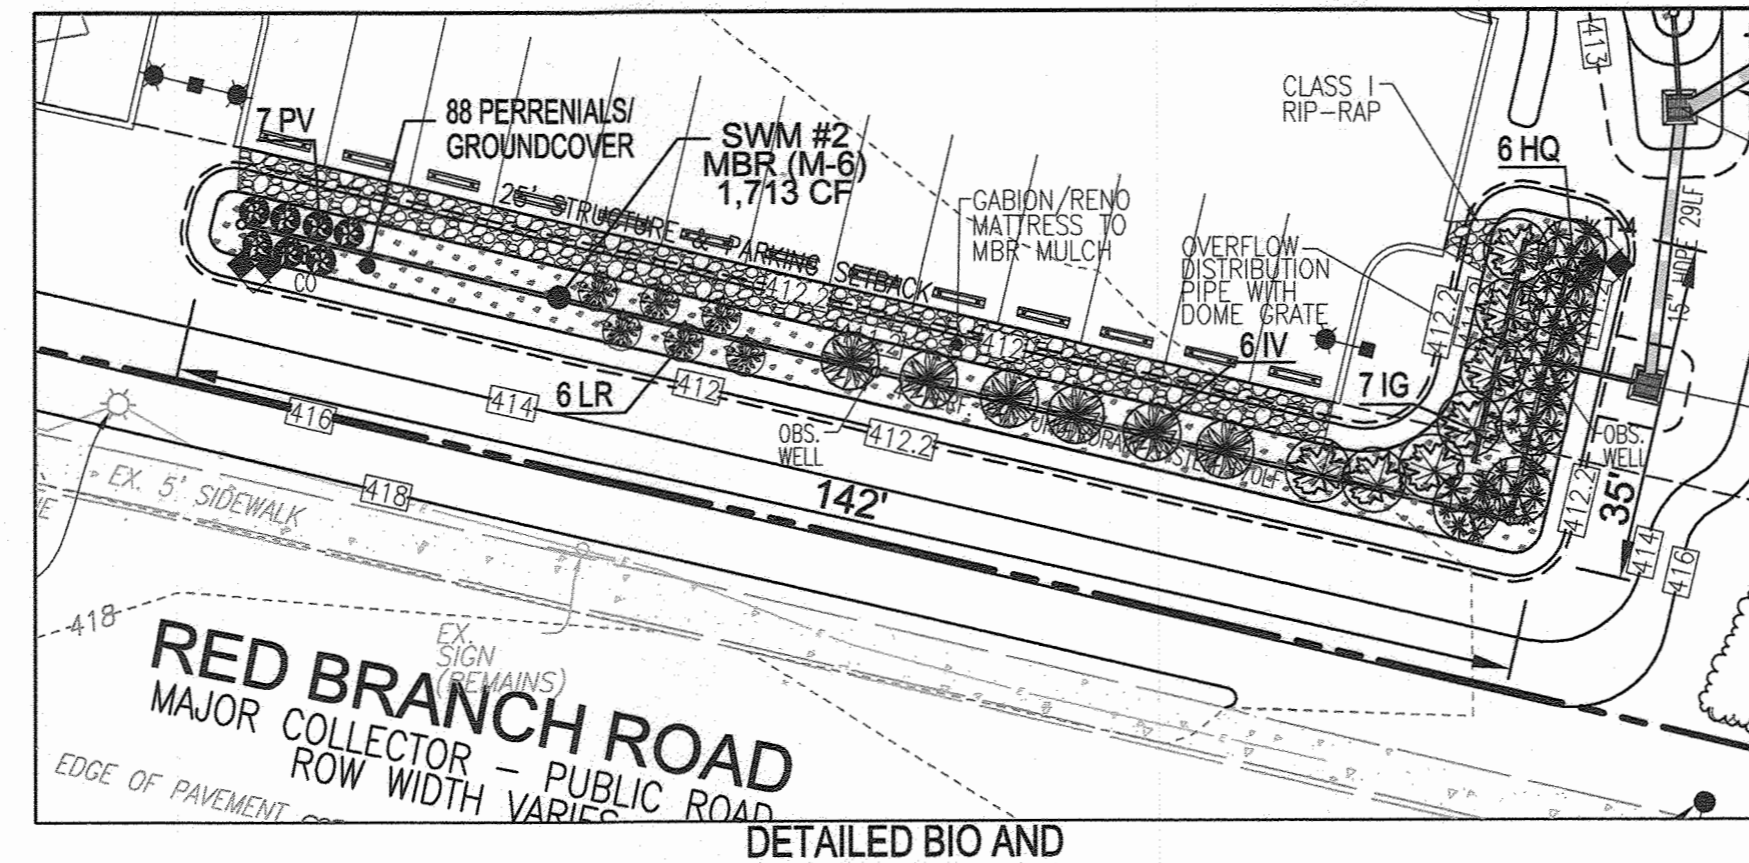 7 PV
88 PERRENIALS/
GROUNDCOVER
SWM #2
MBR (M-6)
1,713 CF
CLASS I
RIP-RAP
413
6 HQ
25' STRUCTURE & PARKING SETBACK
GABION/RENO
MATTRESS TO
MBR MULCH
OVERFLOW
DISTRIBUTION
PIPE WITH
DOME GRATE
15" HDPE 29LF
CO
412.2
412.2
6 IV
7 IG
6 LR
412
414
416
OBS.
WELL
412.2
OBS.
WELL
412.2
35'
142'
418
414
416
EX. 5' SIDEWALK
418
EX.
SIGN
(REMAINS)
RED BRANCH ROAD
MAJOR COLLECTOR - PUBLIC ROAD
ROW WIDTH VARIES
EDGE OF PAVEMENT
DETAILED BIO AND